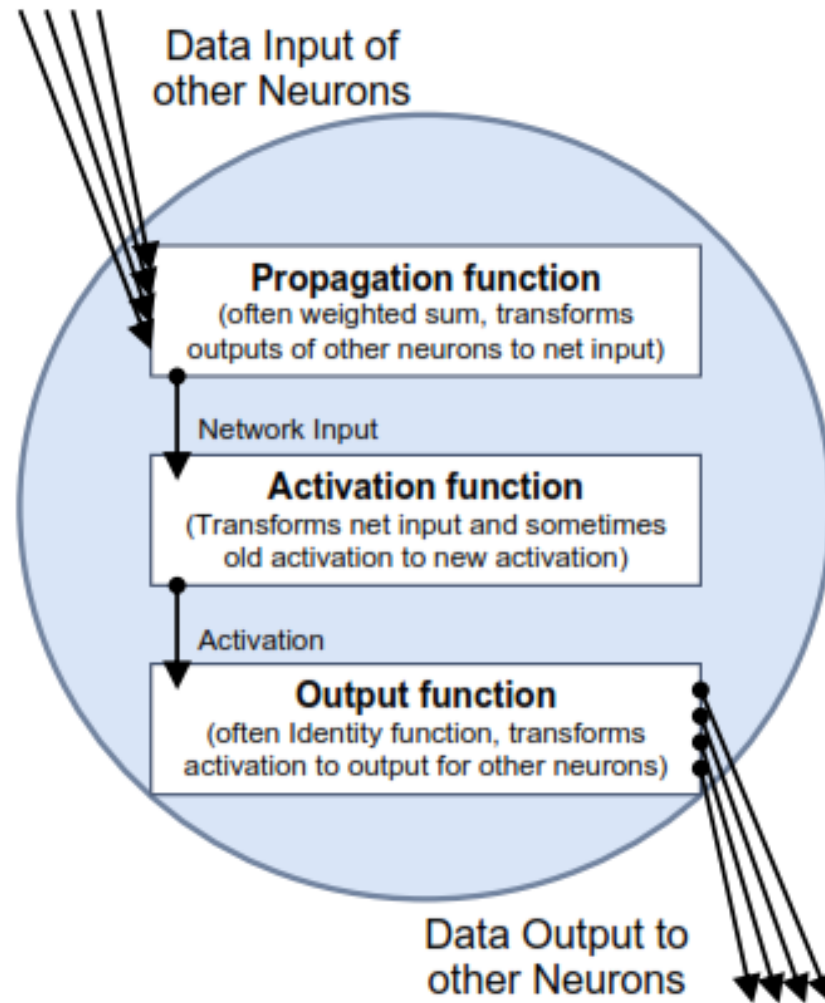 Data Input of
other Neurons
Propagation function
(often weighted sum, transforms
outputs of other neurons to net input)
Network Input
Activation function
(Transforms net input and sometimes
old activation to new activation)
Activation
Output function
(often Identity function, transforms
activation to output for other neurons)
Data Output to
other Neurons